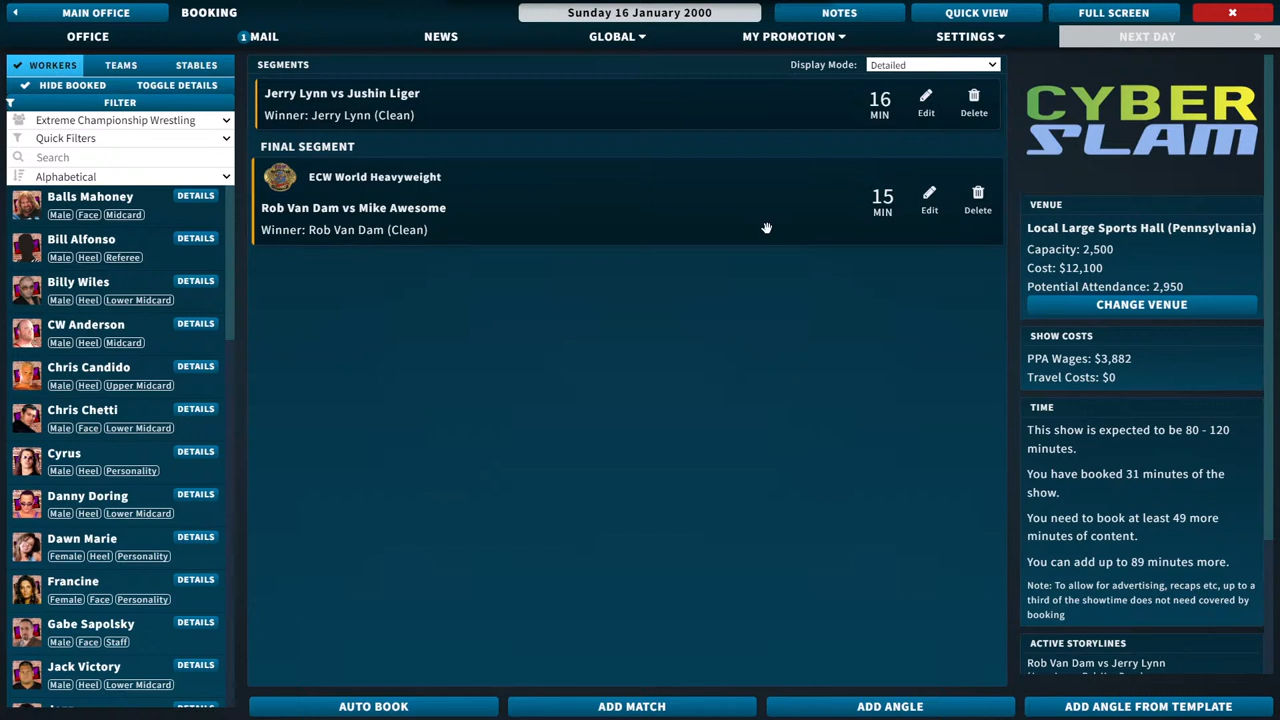 MAIN OFFICE
BOOKING
Sunday 16 January 2000
NOTES
QUICK VIEW
FULL SCREEN
OFFICE
1 MAIL
NEWS
GLOBAL
MY PROMOTION
SETTINGS
NEXT DAY
WORKERS
TEAMS
STABLES
HIDE BOOKED
TOGGLE DETAILS
FILTER
Extreme Championship Wrestling
Quick Filters
Search
Alphabetical
Balls Mahoney
DETAILS
Male Face Midcard
Bill Alfonso
DETAILS
Male Heel Referee
Billy Wiles
DETAILS
Male Heel Lower Midcard
CW Anderson
DETAILS
Male Heel Midcard
Chris Candido
DETAILS
Male Heel Upper Midcard
Chris Chetti
DETAILS
Male Face Lower Midcard
Cyrus
DETAILS
Male Heel Personality
Danny Doring
DETAILS
Male Heel Lower Midcard
Dawn Marie
DETAILS
Female Heel Personality
Francine
DETAILS
Female Face Personality
Gabe Sapolsky
DETAILS
Male Face Staff
Jack Victory
DETAILS
Male Heel Lower Midcard
SEGMENTS
Display Mode:
Detailed
Jerry Lynn vs Jushin Liger
Winner: Jerry Lynn (Clean)
16
MIN
Edit
Delete
FINAL SEGMENT
ECW World Heavyweight
Rob Van Dam vs Mike Awesome
Winner: Rob Van Dam (Clean)
15
MIN
Edit
Delete
CYBER
SLAM
VENUE
Local Large Sports Hall (Pennsylvania)
Capacity: 2,500
Cost: $12,100
Potential Attendance: 2,950
CHANGE VENUE
SHOW COSTS
PPA Wages: $3,882
Travel Costs: $0
TIME
This show is expected to be 80 - 120
minutes.
You have booked 31 minutes of the
show.
You need to book at least 49 more
minutes of content.
You can add up to 89 minutes more.
Note: To allow for advertising, recaps etc, up to a
third of the showtime does not need covered by
booking
ACTIVE STORYLINES
Rob Van Dam vs Jerry Lynn
AUTO BOOK
ADD MATCH
ADD ANGLE
ADD ANGLE FROM TEMPLATE